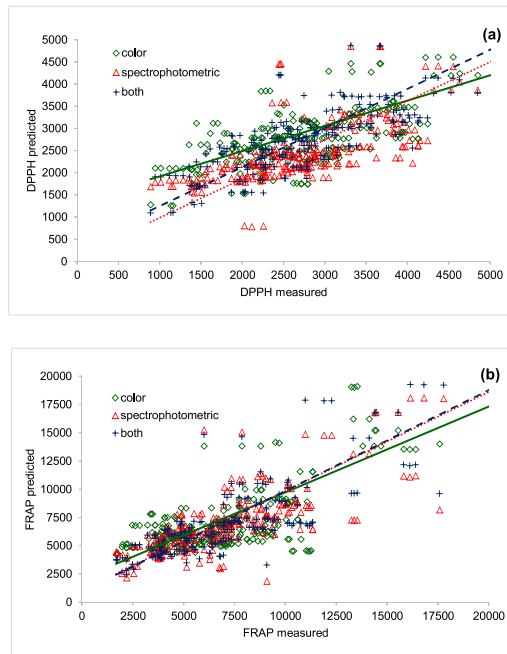 (a)
color
spectrophotometric
both
DPPH predicted
5000
4500
4000
3500
3000
2500
2000
1500
1000
500
0
0 500 1000 1500 2000 2500 3000 3500 4000 4500 5000
DPPH measured
(b)
color
spectrophotometric
both
FRAP predicted
20000
17500
15000
12500
10000
7500
5000
2500
0
0 2500 5000 7500 10000 12500 15000 17500 20000
FRAP measured